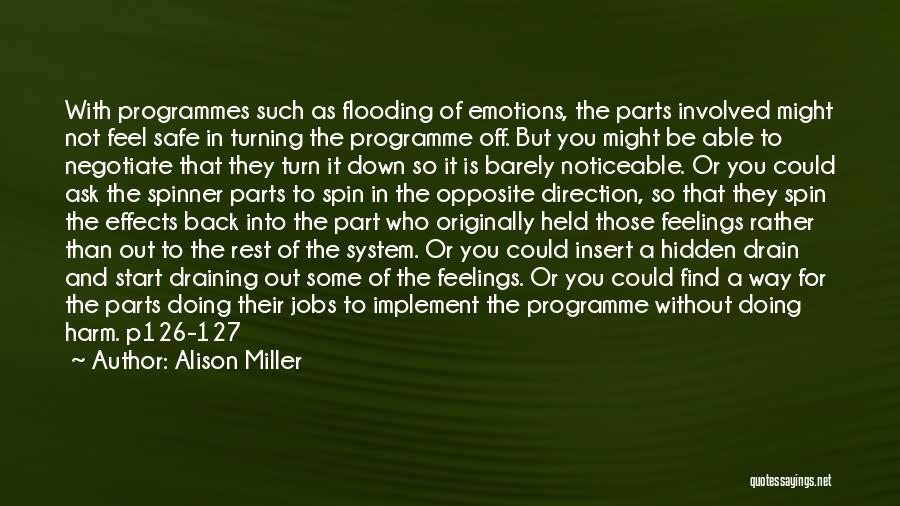 With programmes such as flooding of emotions, the parts involved might
not feel safe in turning the programme off. But you might be able to
negotiate that they turn it down so it is barely noticeable. Or you could
ask the spinner parts to spin in the opposite direction, so that they spin
the effects back into the part who originally held those feelings rather
than out to the rest of the system. Or you could insert a hidden drain
and start draining out some of the feelings. Or you could find a way for
the parts doing their jobs to implement the programme without doing
harm. p126-127
~ Author: Alison Miller
quotessayings.net